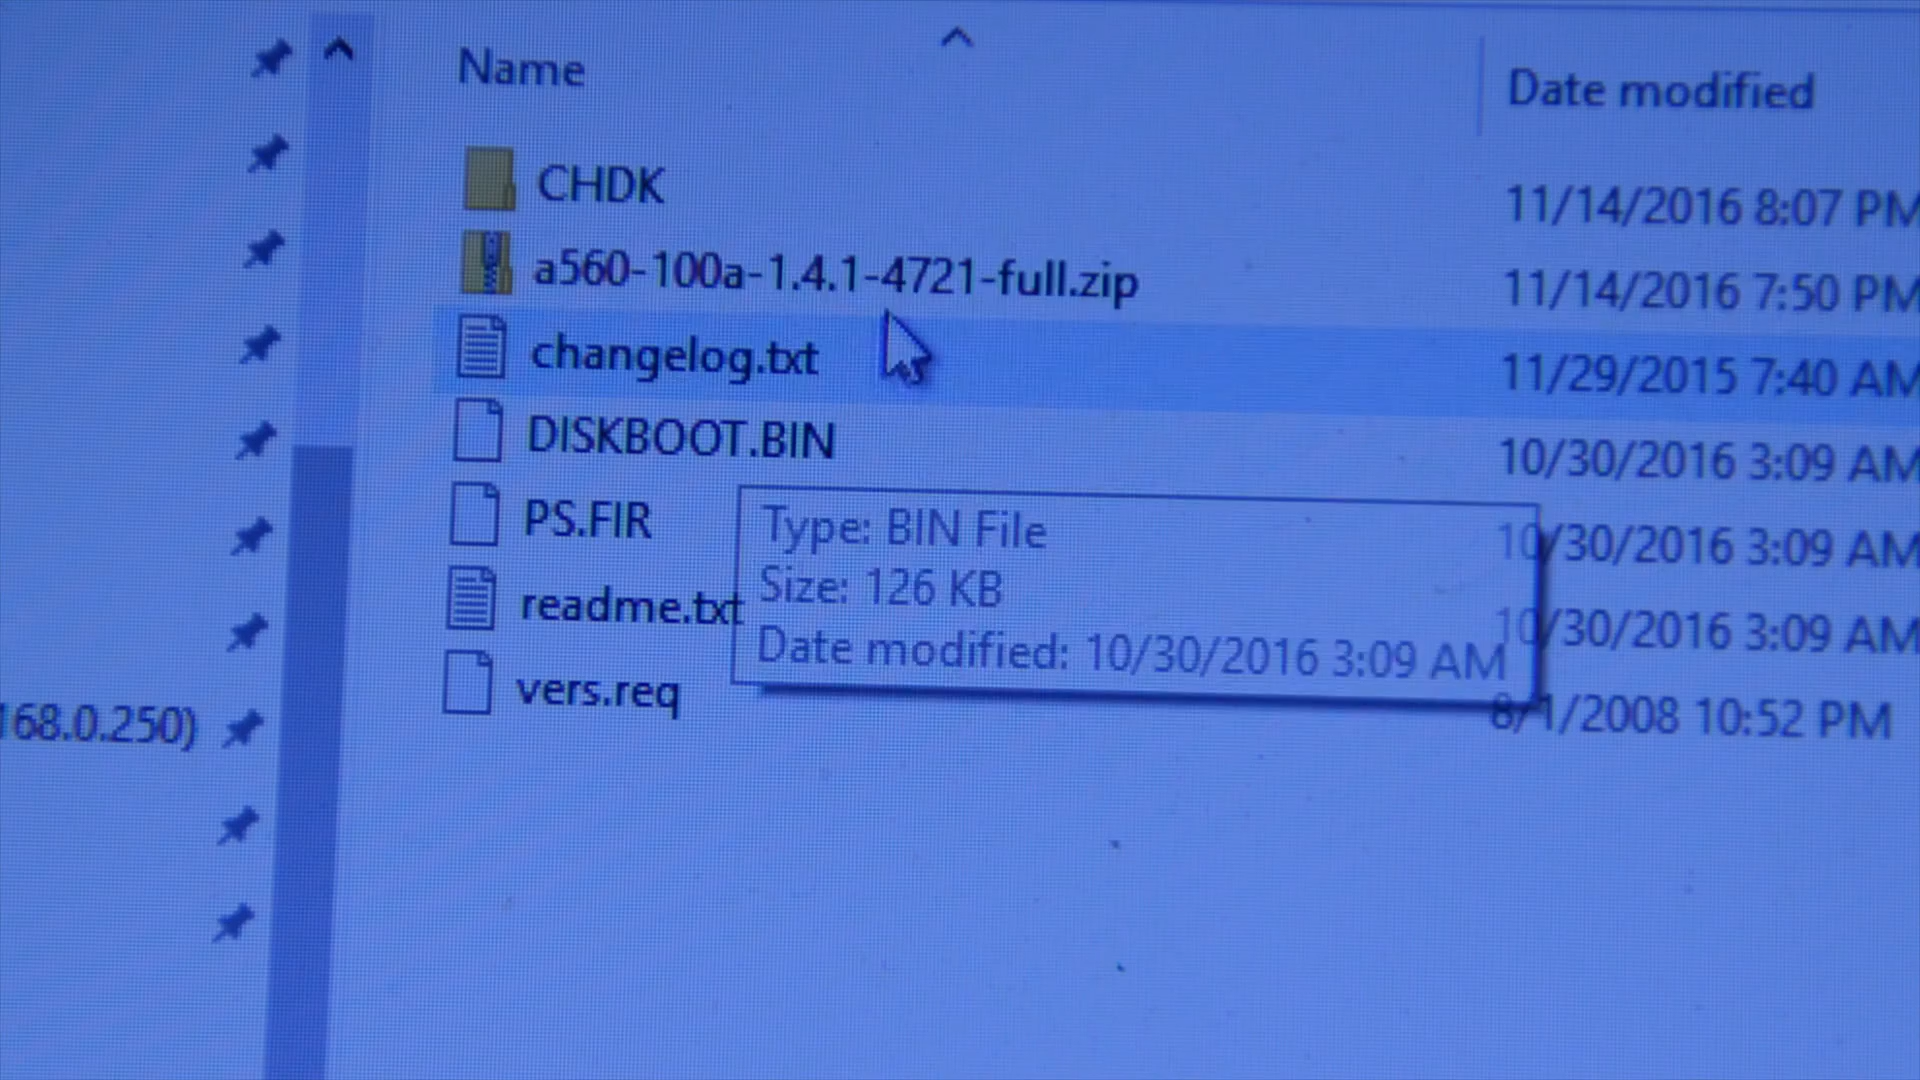 Name Date modified
CHDK 11/14/2016 8:07 PM
a560-100a-1.4.1-4721-full.zip 11/14/2016 7:50 PM
changelog.txt 11/29/2015 7:40 AM
DISKBOOT.BIN 10/30/2016 3:09 AM
PS.FIR 10/30/2016 3:09 AM
readme.txt 10/30/2016 3:09 AM
vers.req 8/1/2008 10:52 PM
Type: BIN File
Size: 126 KB
Date modified: 10/30/2016 3:09 AM
168.0.250)